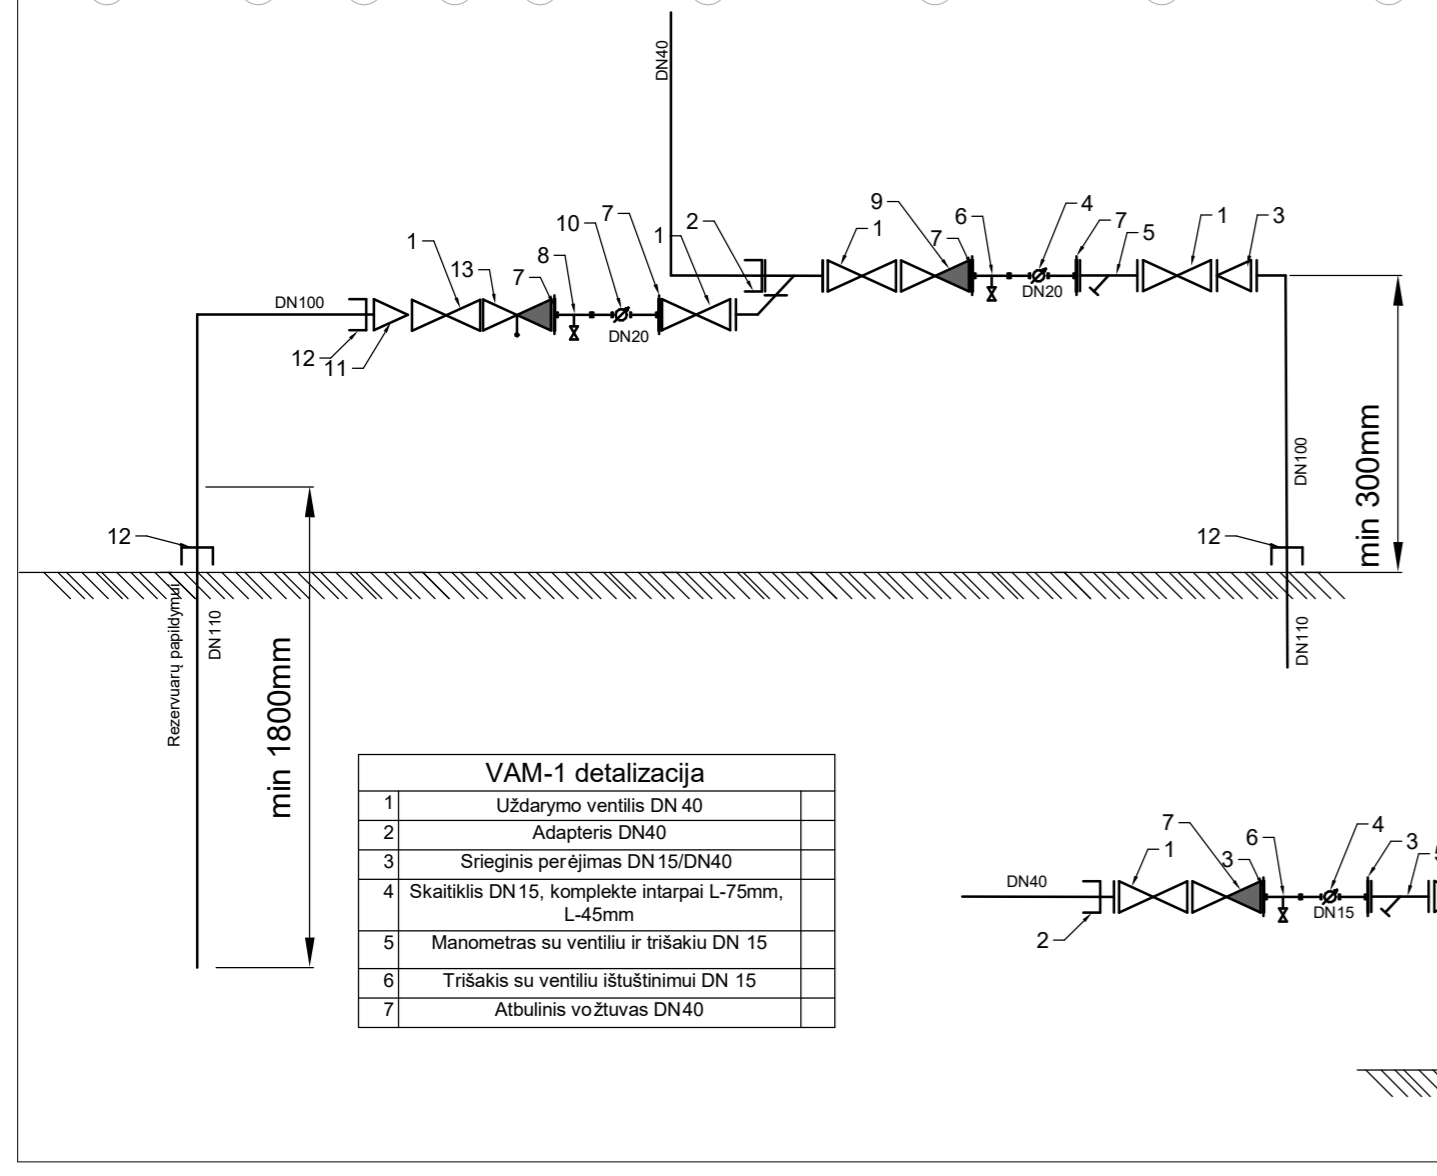 DN40
9
6
4
7
5
1
3
10
7
1
2
1
7
1
13
7
8
DN20
DN100
DN20
12
11
DN100
min 300mm
12
12
Rezervuarų papildymui
DN110
min 1800mm
DN110
VAM-1 detalizacija
1 Uždarymo ventilis DN 40
2 Adapteris DN40
3 Srieginis perėjimas DN 15/DN40
4 Skaitiklis DN 15, komplekte intarpai L-75mm,
L-45mm
5 Manometras su ventiliu ir trišakiu DN 15
6 Trišakis su ventiliu ištuštinimui DN 15
7 Atbulinis vožtuvas DN40
7
1
6
3
4
3
DN40
DN15
2